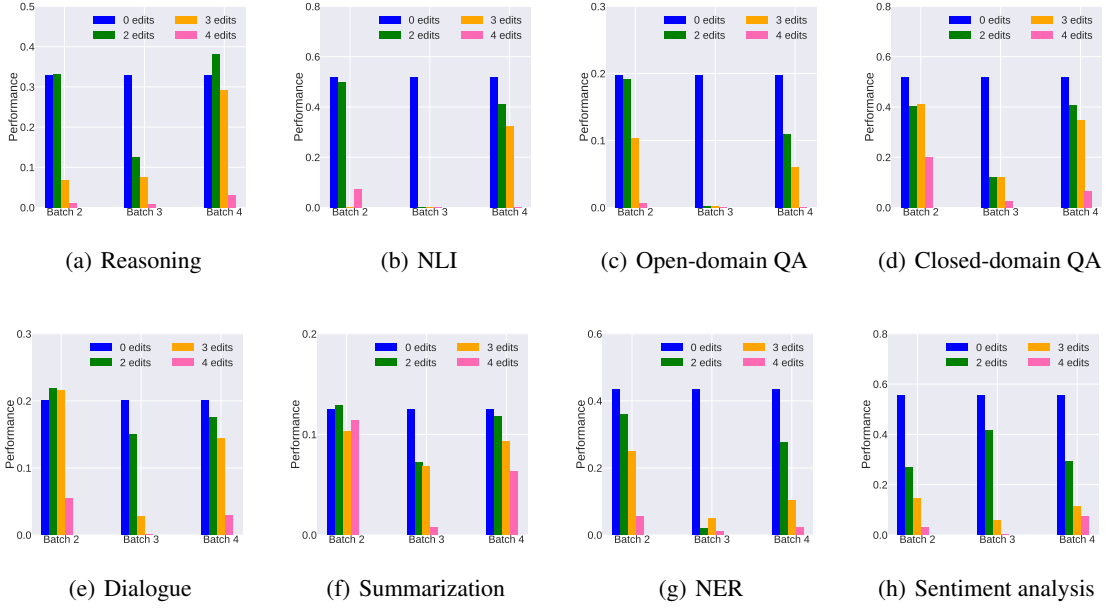 0.5
0.4
0.3
0.2
0.1
0.0
Performance
0 edits
2 edits
3 edits
4 edits
Batch 2
Batch 3
Batch 4
(a) Reasoning
0.8
0.6
0.4
0.2
0.0
Performance
0 edits
2 edits
3 edits
4 edits
Batch 2
Batch 3
Batch 4
(b) NLI
0.3
0.2
0.1
0.0
Performance
0 edits
2 edits
3 edits
4 edits
Batch 2
Batch 3
Batch 4
(c) Open-domain QA
0.8
0.6
0.4
0.2
0.0
Performance
0 edits
2 edits
3 edits
4 edits
Batch 2
Batch 3
Batch 4
(d) Closed-domain QA
0.3
0.2
0.1
0.0
Performance
0 edits
2 edits
3 edits
4 edits
Batch 2
Batch 3
Batch 4
(e) Dialogue
0.2
0.1
0.0
Performance
0 edits
2 edits
3 edits
4 edits
Batch 2
Batch 3
Batch 4
(f) Summarization
0.6
0.4
0.2
0.0
Performance
0 edits
2 edits
3 edits
4 edits
Batch 2
Batch 3
Batch 4
(g) NER
0.8
0.6
0.4
0.2
0.0
Performance
0 edits
2 edits
3 edits
4 edits
Batch 2
Batch 3
Batch 4
(h) Sentiment analysis